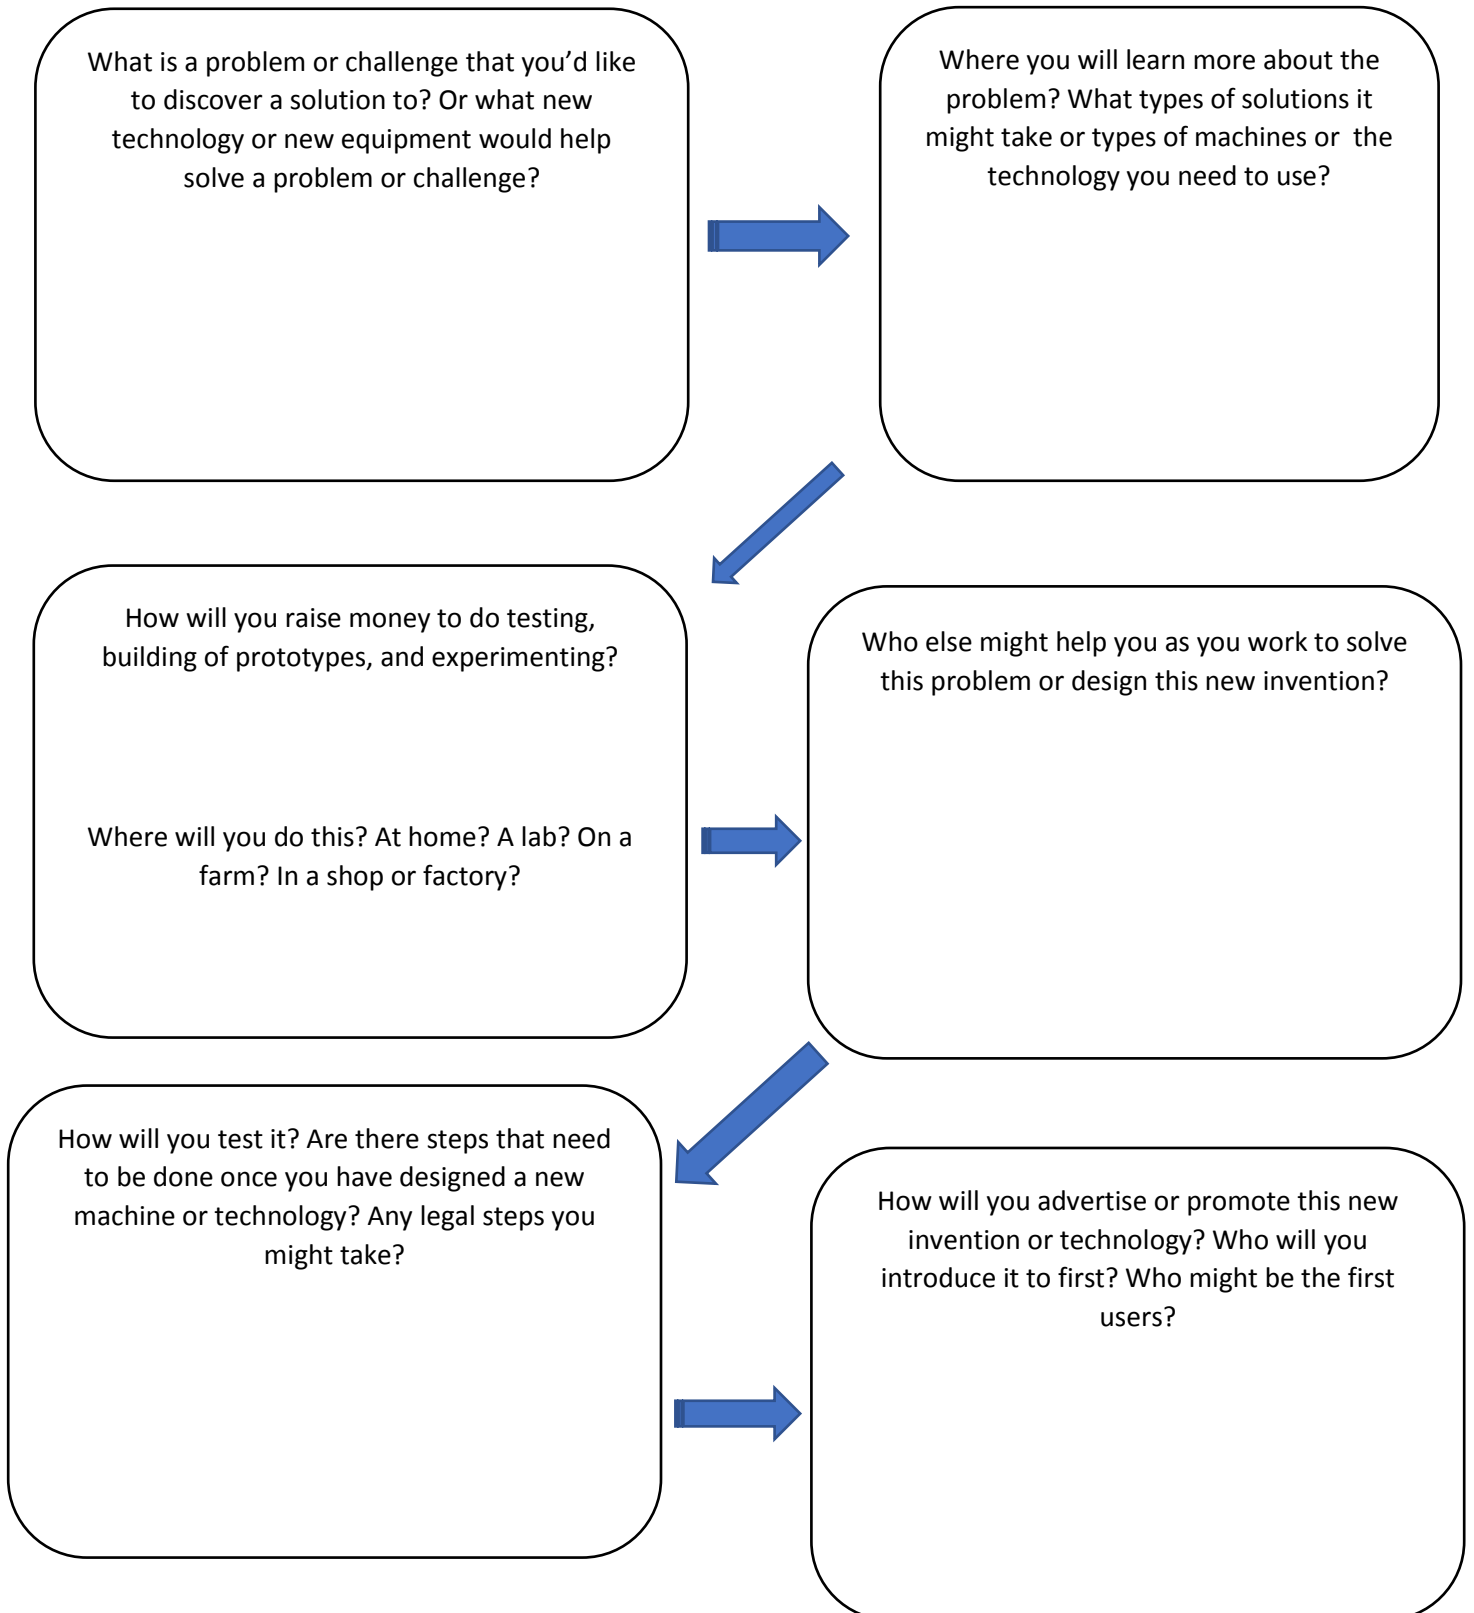 What is a problem or challenge that you’d like
to discover a solution to? Or what new
technology or new equipment would help
solve a problem or challenge?
Where you will learn more about the
problem? What types of solutions it
might take or types of machines or  the
technology you need to use?
How will you raise money to do testing,
building of prototypes, and experimenting?
Where will you do this? At home? A lab? On a
farm? In a shop or factory?
Who else might help you as you work to solve
this problem or design this new invention?
How will you test it? Are there steps that need
to be done once you have designed a new
machine or technology? Any legal steps you
might take?
How will you advertise or promote this new
invention or technology? Who will you
introduce it to first? Who might be the first
users?